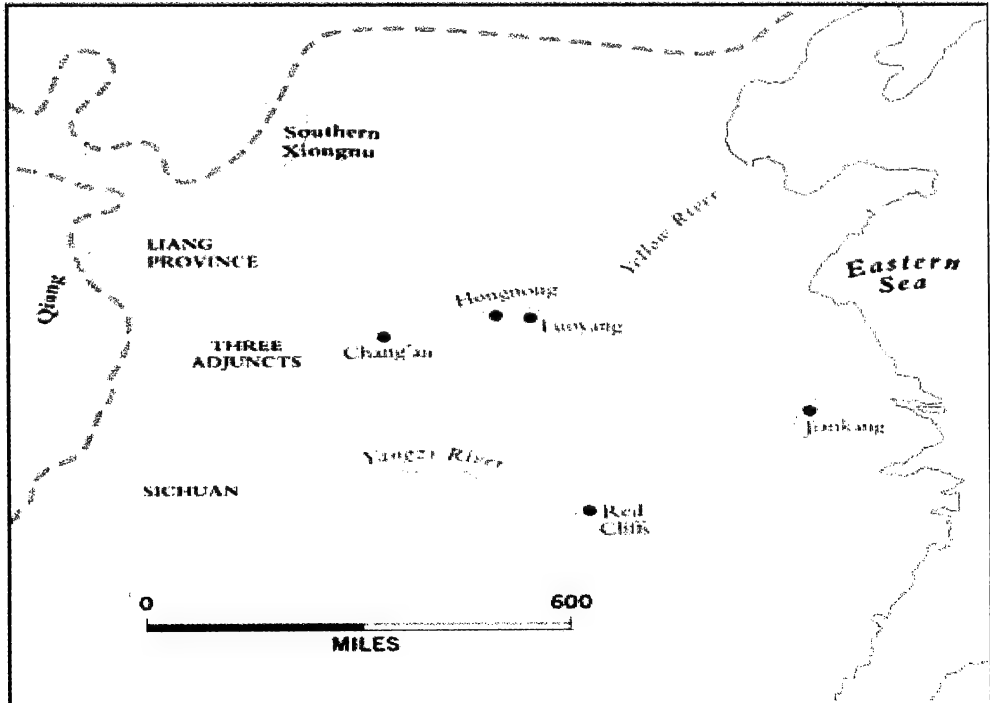 Southern
Xiongnu
LIANG
PROVINCE
Qiang
Yellow River
Eastern
Sea
Hongnong
Luoyang
THREE
ADJUNCTS
Chang'an
Jiankang
Yangzi River
SICHUAN
Red
Cliffs
0 600
MILES